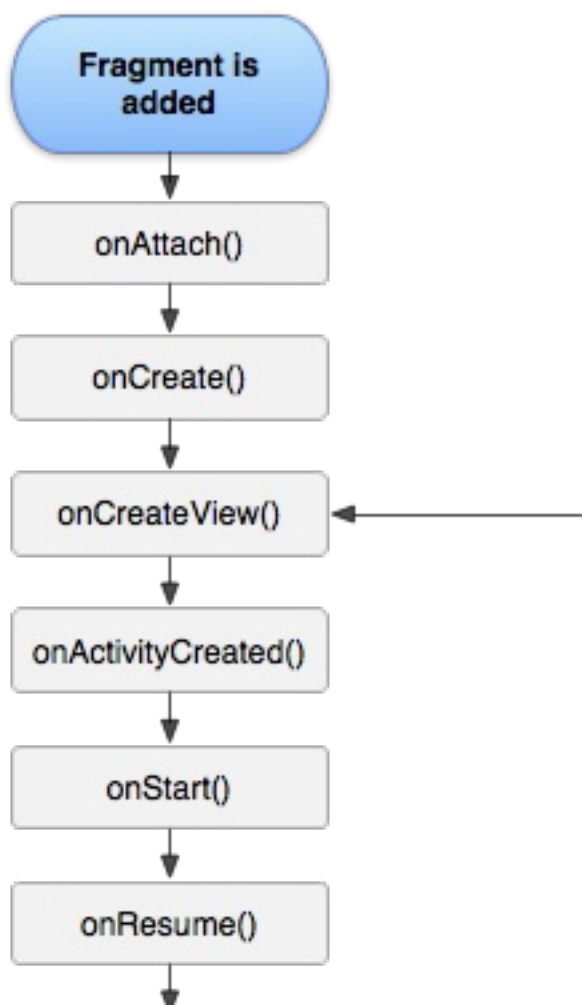 Fragment is
added
onAttach()
onCreate()
onCreateView()
onActivityCreated()
onStart()
onResume()